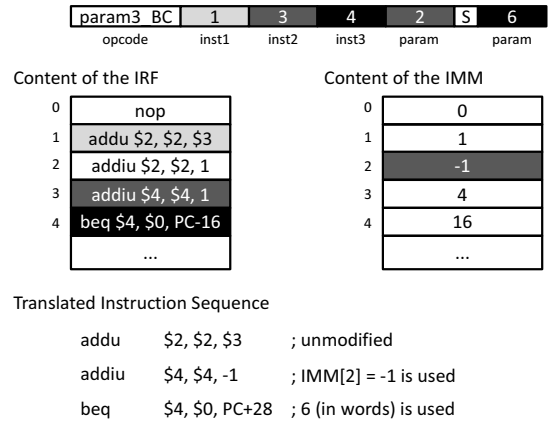 param3_BC 1 3 4 2 S 6
opcode inst1 inst2 inst3 param param
Content of the IRF
0 nop
1 addu $2, $2, $3
2 addiu $2, $2, 1
3 addiu $4, $4, 1
4 beq $4, $0, PC-16
...
Content of the IMM
0 0
1 1
2 -1
3 4
4 16
...
Translated Instruction Sequence
addu $2, $2, $3 ; unmodified
addiu $4, $4, -1 ; IMM[2] = -1 is used
beq $4, $0, PC+28 ; 6 (in words) is used